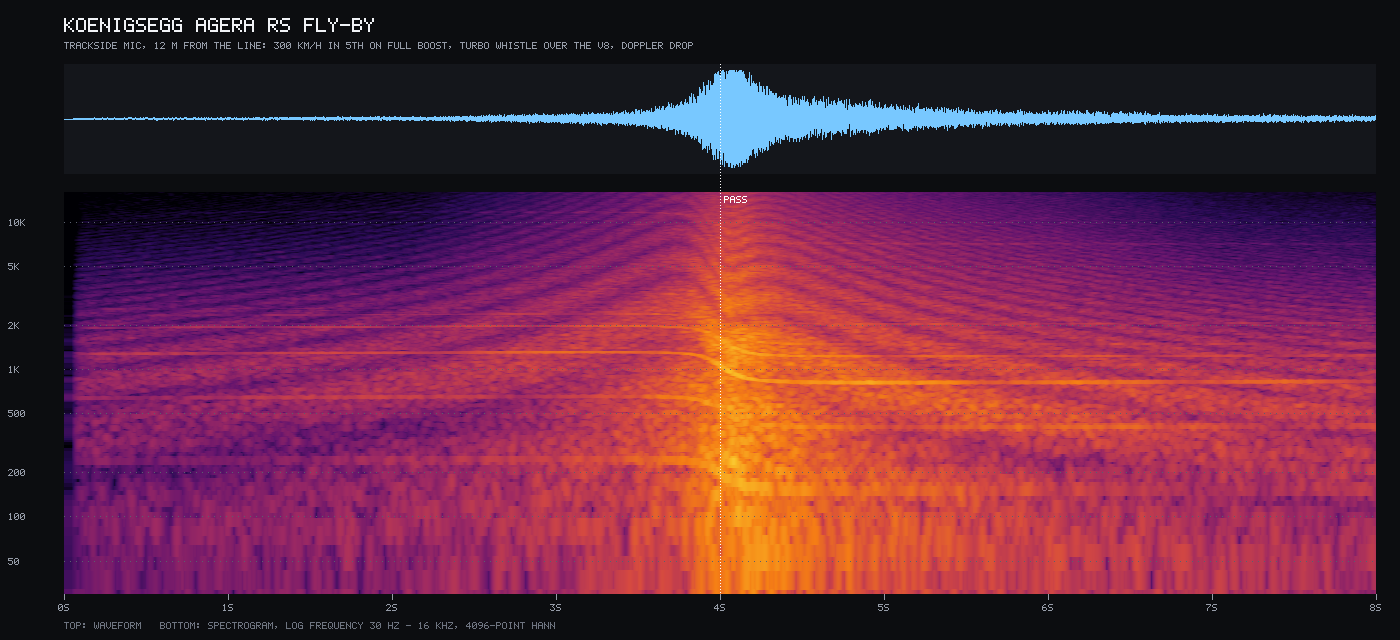 KOENIGSEGG AGERA RS FLY-BY
TRACKSIDE MIC, 12 M FROM THE LINE: 300 KM/H IN 5TH ON FULL BOOST, TURBO WHISTLE OVER THE V8, DOPPLER DROP
PASS
10K
5K
2K
1K
500
200
100
50
0S 1S 2S 3S 4S 5S 6S 7S 8S
TOP: WAVEFORM BOTTOM: SPECTROGRAM, LOG FREQUENCY 30 HZ - 16 KHZ, 4096-POINT HANN